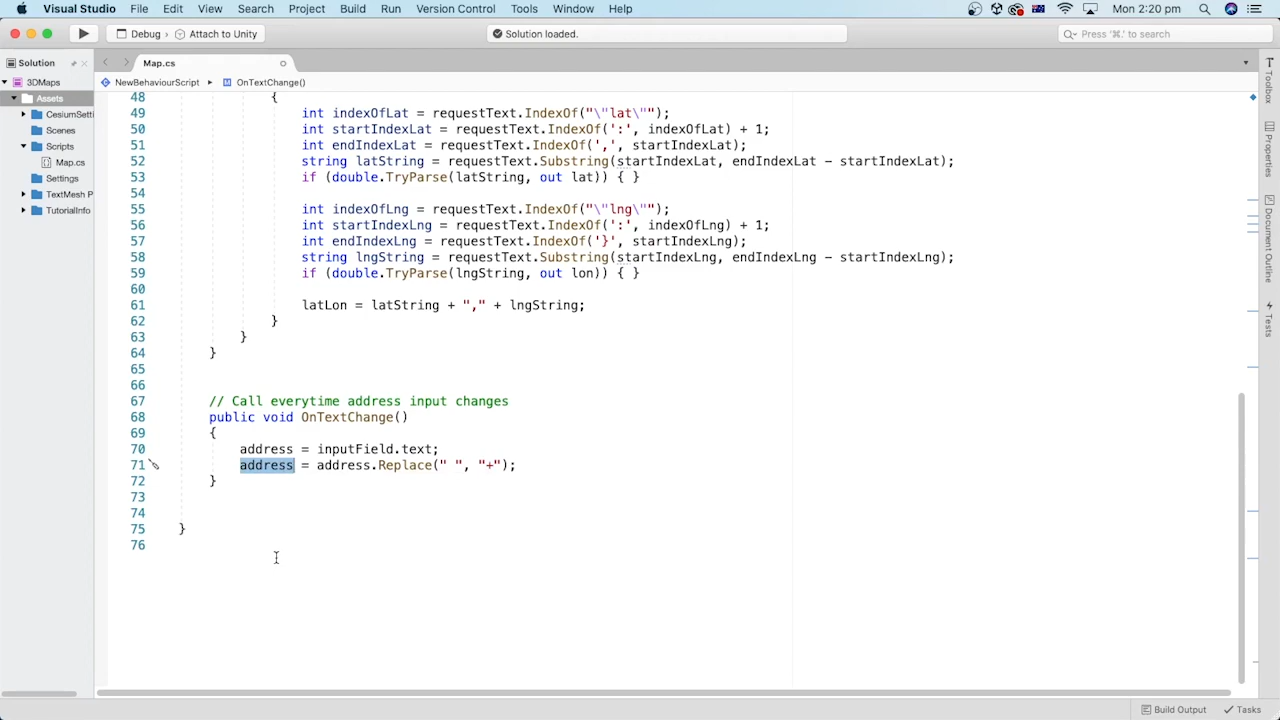 Visual Studio File Edit View Search Project Build Run Version Control Tools Window Help Mon 2:20 pm
Debug › Attach to Unity Solution loaded. Press '⌘.' to search
Solution Map.cs
3DMaps NewBehaviourScript ▸ OnTextChange()
Assets
CesiumSetti
Scenes
Scripts
Map.cs
Settings
TextMesh P
TutorialInfo
48 {
49 int indexOfLat = requestText.IndexOf("\"lat\"");
50 int startIndexLat = requestText.IndexOf(':', indexOfLat) + 1;
51 int endIndexLat = requestText.IndexOf(',', startIndexLat);
52 string latString = requestText.Substring(startIndexLat, endIndexLat - startIndexLat);
53 if (double.TryParse(latString, out lat)) { }
54
55 int indexOfLng = requestText.IndexOf("\"lng\"");
56 int startIndexLng = requestText.IndexOf(':', indexOfLng) + 1;
57 int endIndexLng = requestText.IndexOf('}', startIndexLng);
58 string lngString = requestText.Substring(startIndexLng, endIndexLng - startIndexLng);
59 if (double.TryParse(lngString, out lon)) { }
60
61 latLon = latString + "," + lngString;
62 }
63 }
64 }
65
66
67 // Call everytime address input changes
68 public void OnTextChange()
69 {
70 address = inputField.text;
71 address = address.Replace(" ", "+");
72 }
73
74
75 }
76
Toolbox
Properties
Document Outline
Tests
Build Output Tasks